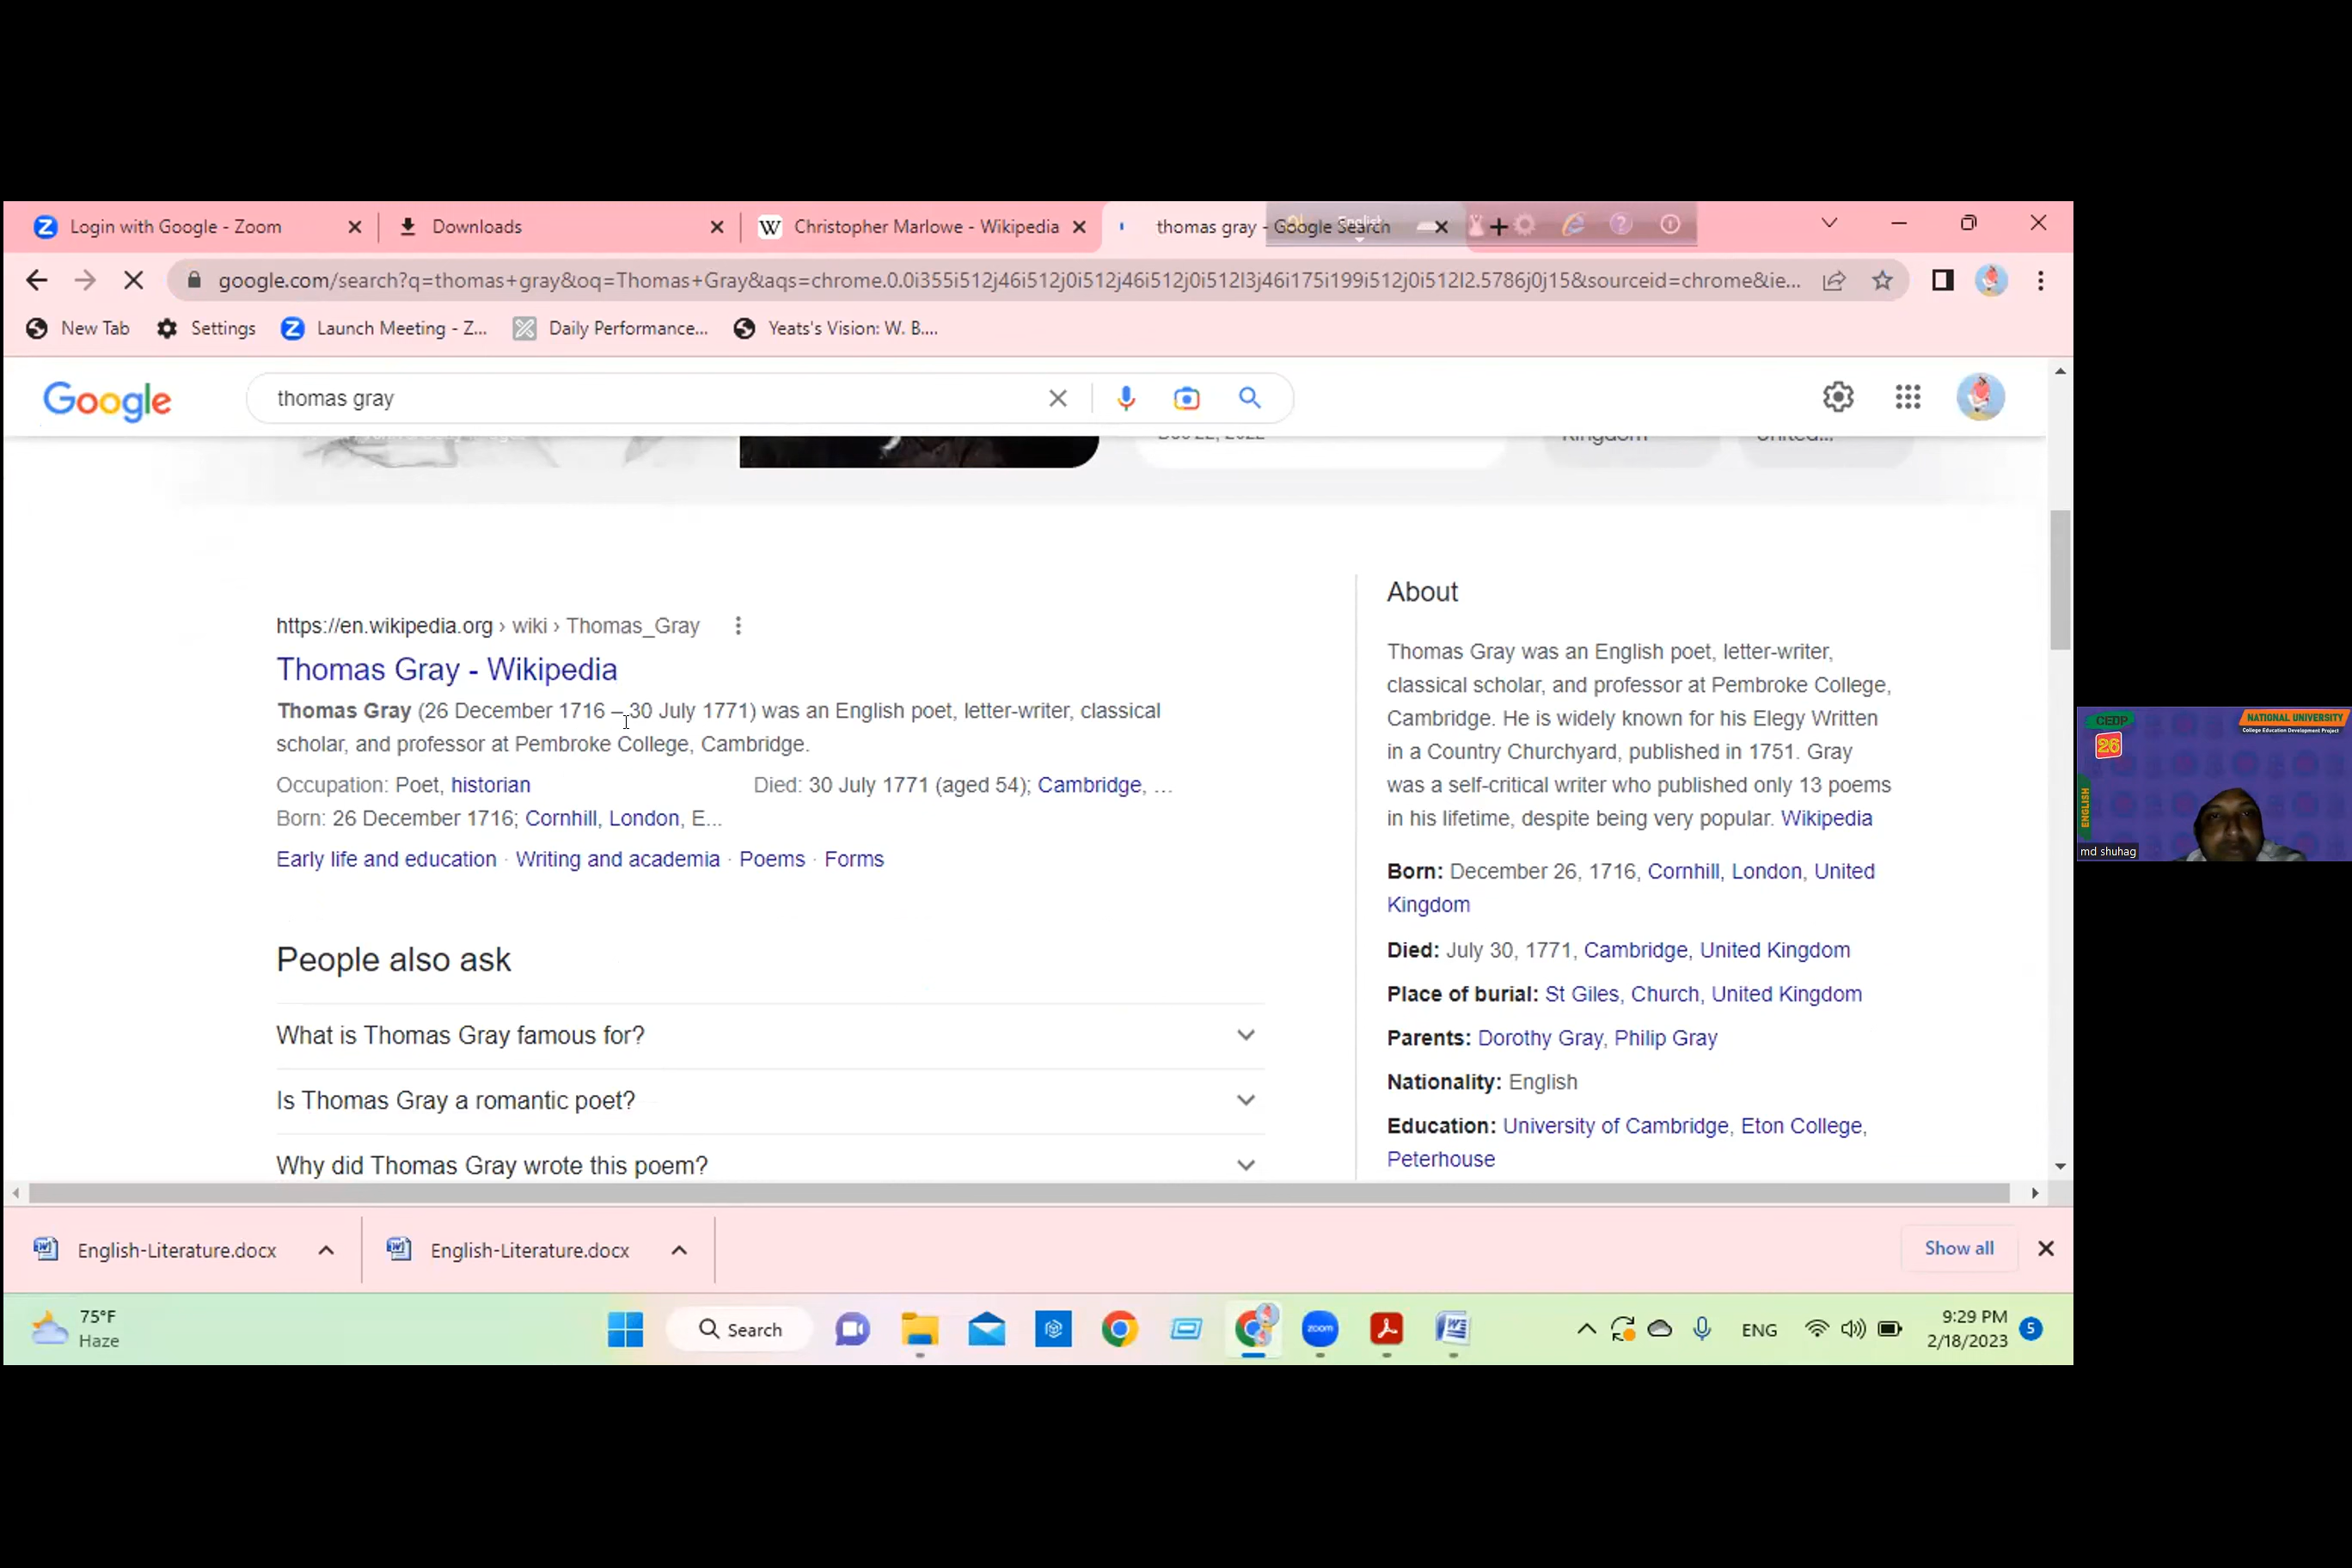 Login with Google - Zoom
Downloads
Christopher Marlowe - Wikipedia
thomas gray - Google Search
English
google.com/search?q=thomas+gray&oq=Thomas+Gray&aqs=chrome.0.0i355i512j46i512j0i512j46i512j0i512l3j46i175i199i512j0i512l2.5786j0j15&sourceid=chrome&ie...
New Tab
Settings
Launch Meeting - Z...
Daily Performance...
Yeats's Vision: W. B....
Google
thomas gray
https://en.wikipedia.org › wiki › Thomas_Gray
Thomas Gray - Wikipedia
Thomas Gray (26 December 1716 – 30 July 1771) was an English poet, letter-writer, classical
scholar, and professor at Pembroke College, Cambridge.
Occupation: Poet, historian
Died: 30 July 1771 (aged 54); Cambridge, ...
Born: 26 December 1716; Cornhill, London, E...
Early life and education · Writing and academia · Poems · Forms
People also ask
What is Thomas Gray famous for?
Is Thomas Gray a romantic poet?
Why did Thomas Gray wrote this poem?
About
Thomas Gray was an English poet, letter-writer,
classical scholar, and professor at Pembroke College,
Cambridge. He is widely known for his Elegy Written
in a Country Churchyard, published in 1751. Gray
was a self-critical writer who published only 13 poems
in his lifetime, despite being very popular. Wikipedia
Born: December 26, 1716, Cornhill, London, United
Kingdom
Died: July 30, 1771, Cambridge, United Kingdom
Place of burial: St Giles, Church, United Kingdom
Parents: Dorothy Gray, Philip Gray
Nationality: English
Education: University of Cambridge, Eton College,
Peterhouse
English-Literature.docx
English-Literature.docx
Show all
75°F
Haze
Search
zoom
ENG
9:29 PM
2/18/2023
5
CEDP
26
NATIONAL UNIVERSITY
College Education Development Project
ENGLISH
md shuhag